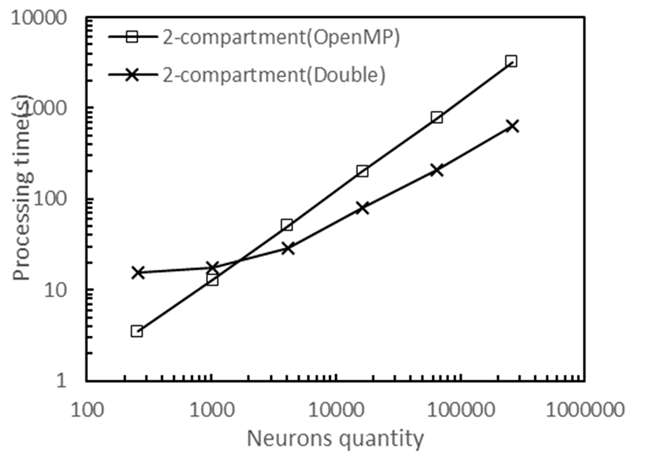 10000
1000
100
10
1
2-compartment(OpenMP)
2-compartment(Double)
Processing time(s)
100
1000
10000
100000
1000000
Neurons quantity